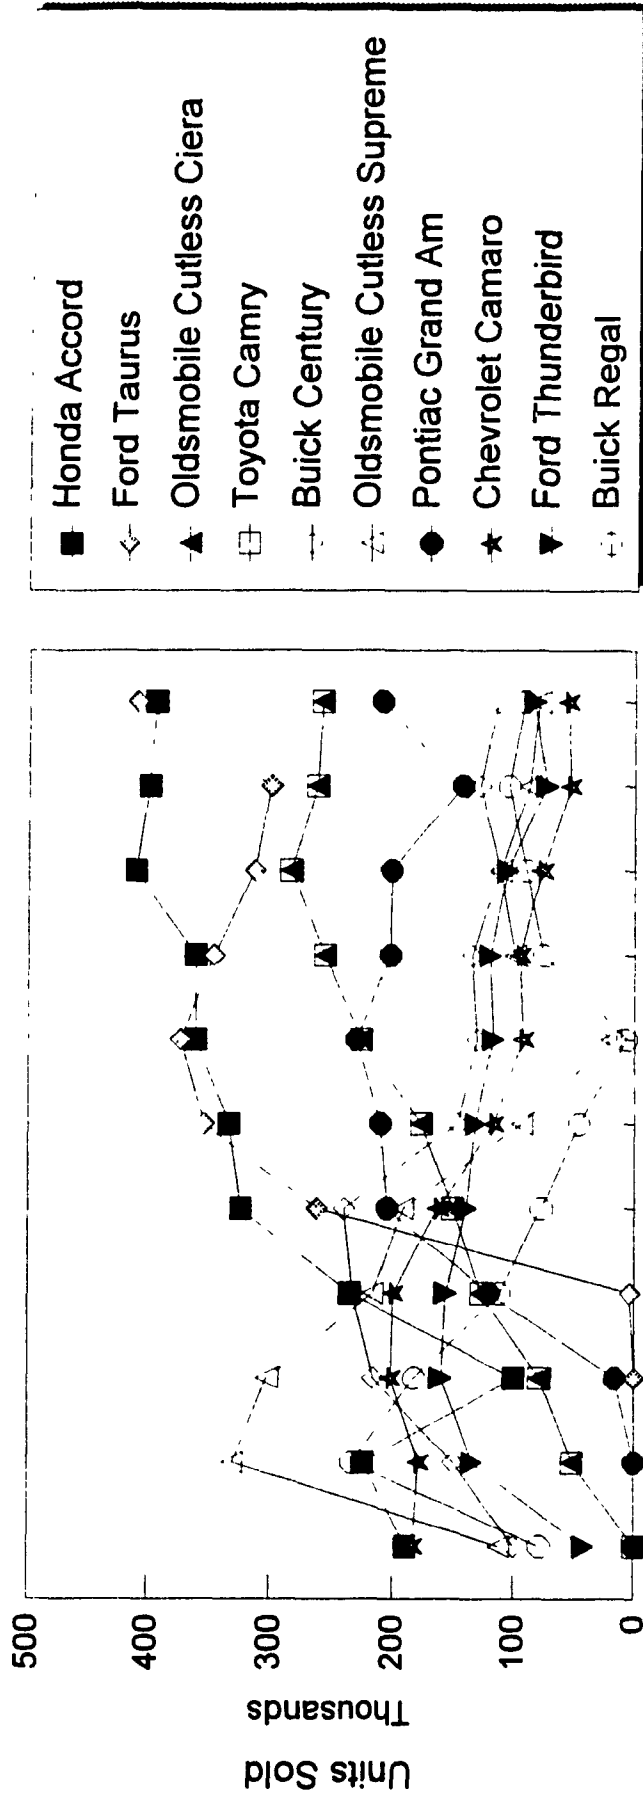 Units Sold
Thousands
500
400
300
200
100
0
Honda Accord
Ford Taurus
Oldsmobile Cutless Ciera
Toyota Camry
Buick Century
Oldsmobile Cutless Supreme
Pontiac Grand Am
Chevrolet Camaro
Ford Thunderbird
Buick Regal